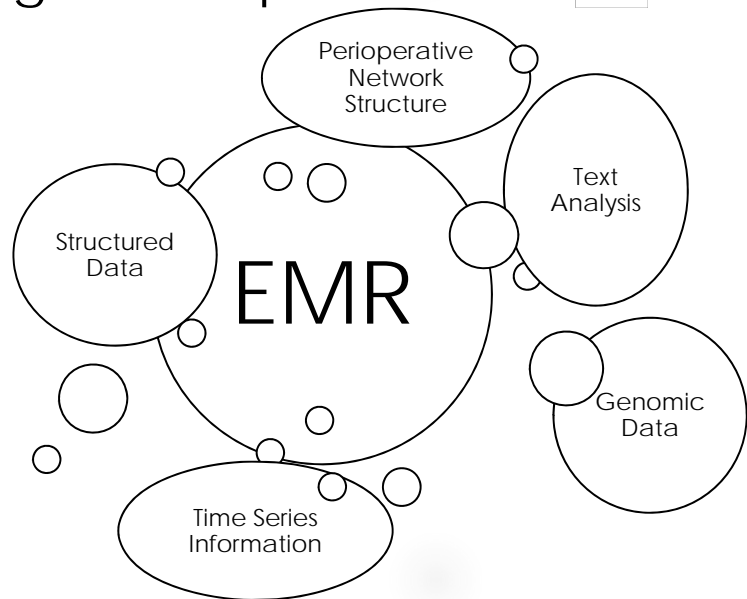 Perioperative
Network
Structure
Text
Analysis
Structured
Data
EMR
Genomic
Data
Time Series
Information